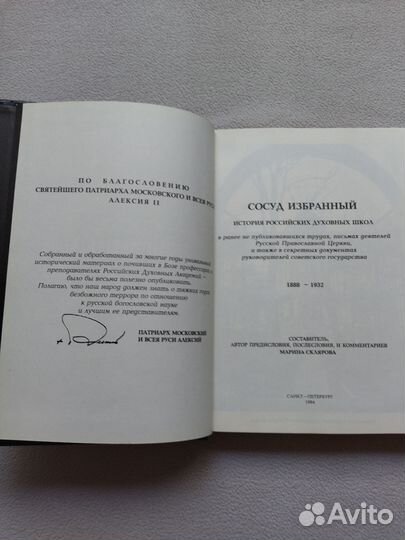 ПО БЛАГОСЛОВЕНИЮ
СВЯТЕЙШЕГО ПАТРИАРХА МОСКОВСКОГО И ВСЕЯ РУСИ
АЛЕКСИЯ II
Собранный и обработанный за многие годы уникальный
исторический материал о почивших в Бозе профессорах и
преподавателях Российских Духовных Академий —
было бы весьма полезно опубликовать.
Полагаю, что наш народ должен знать о тяжких годах
безбожного террора по отношению
к русской богословской науке
и лучшим ее представителям.
ПАТРИАРХ МОСКОВСКИЙ
И ВСЕЯ РУСИ АЛЕКСИЙ
СОСУД ИЗБРАННЫЙ
ИСТОРИЯ РОССИЙСКИХ ДУХОВНЫХ ШКОЛ
в ранее не публиковавшихся трудах, письмах деятелей
Русской Православной Церкви,
а также в секретных документах
руководителей советского государства
1888 – 1932
СОСТАВИТЕЛЬ,
АВТОР ПРЕДИСЛОВИЯ, ПОСЛЕСЛОВИЯ, И КОММЕНТАРИЕВ
МАРИНА СКЛЯРОВА
САНКТ-ПЕТЕРБУРГ
1994
Avito